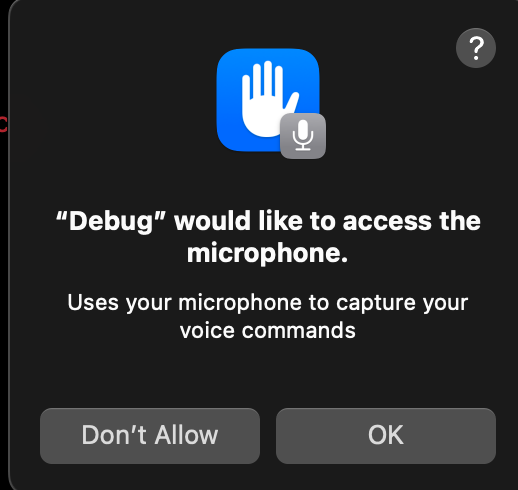 ?
“Debug” would like to access the
microphone.
Uses your microphone to capture your
voice commands
Don’t Allow
OK